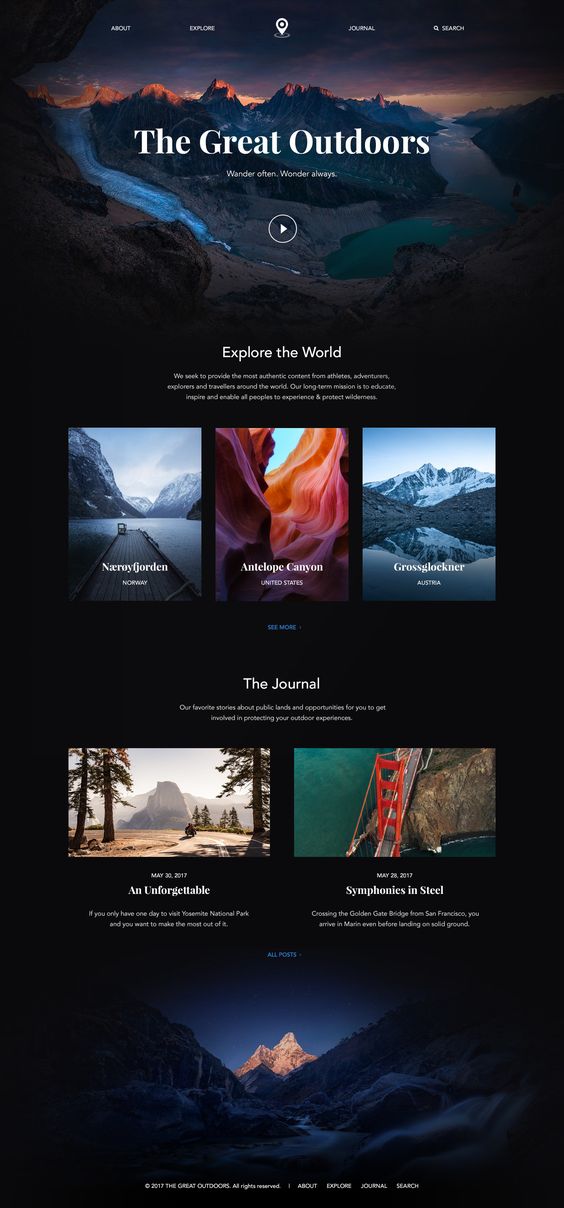 ABOUT
EXPLORE
JOURNAL
SEARCH
The Great Outdoors
Wander often. Wonder always.
Explore the World
We seek to provide the most authentic content from athletes, adventurers,
explorers and travellers around the world. Our long-term mission is to educate,
inspire and enable all peoples to experience & protect wilderness.
Nærøyfjorden
NORWAY
Antelope Canyon
UNITED STATES
Grossglockner
AUSTRIA
SEE MORE ›
The Journal
Our favorite stories about public lands and opportunities for you to get
involved in protecting your outdoor experiences.
MAY 30, 2017
An Unforgettable
If you only have one day to visit Yosemite National Park
and you want to make the most out of it.
MAY 28, 2017
Symphonies in Steel
Crossing the Golden Gate Bridge from San Francisco, you
arrive in Marin even before landing on solid ground.
ALL POSTS ›
© 2017 THE GREAT OUTDOORS. All rights reserved. | ABOUT EXPLORE JOURNAL SEARCH